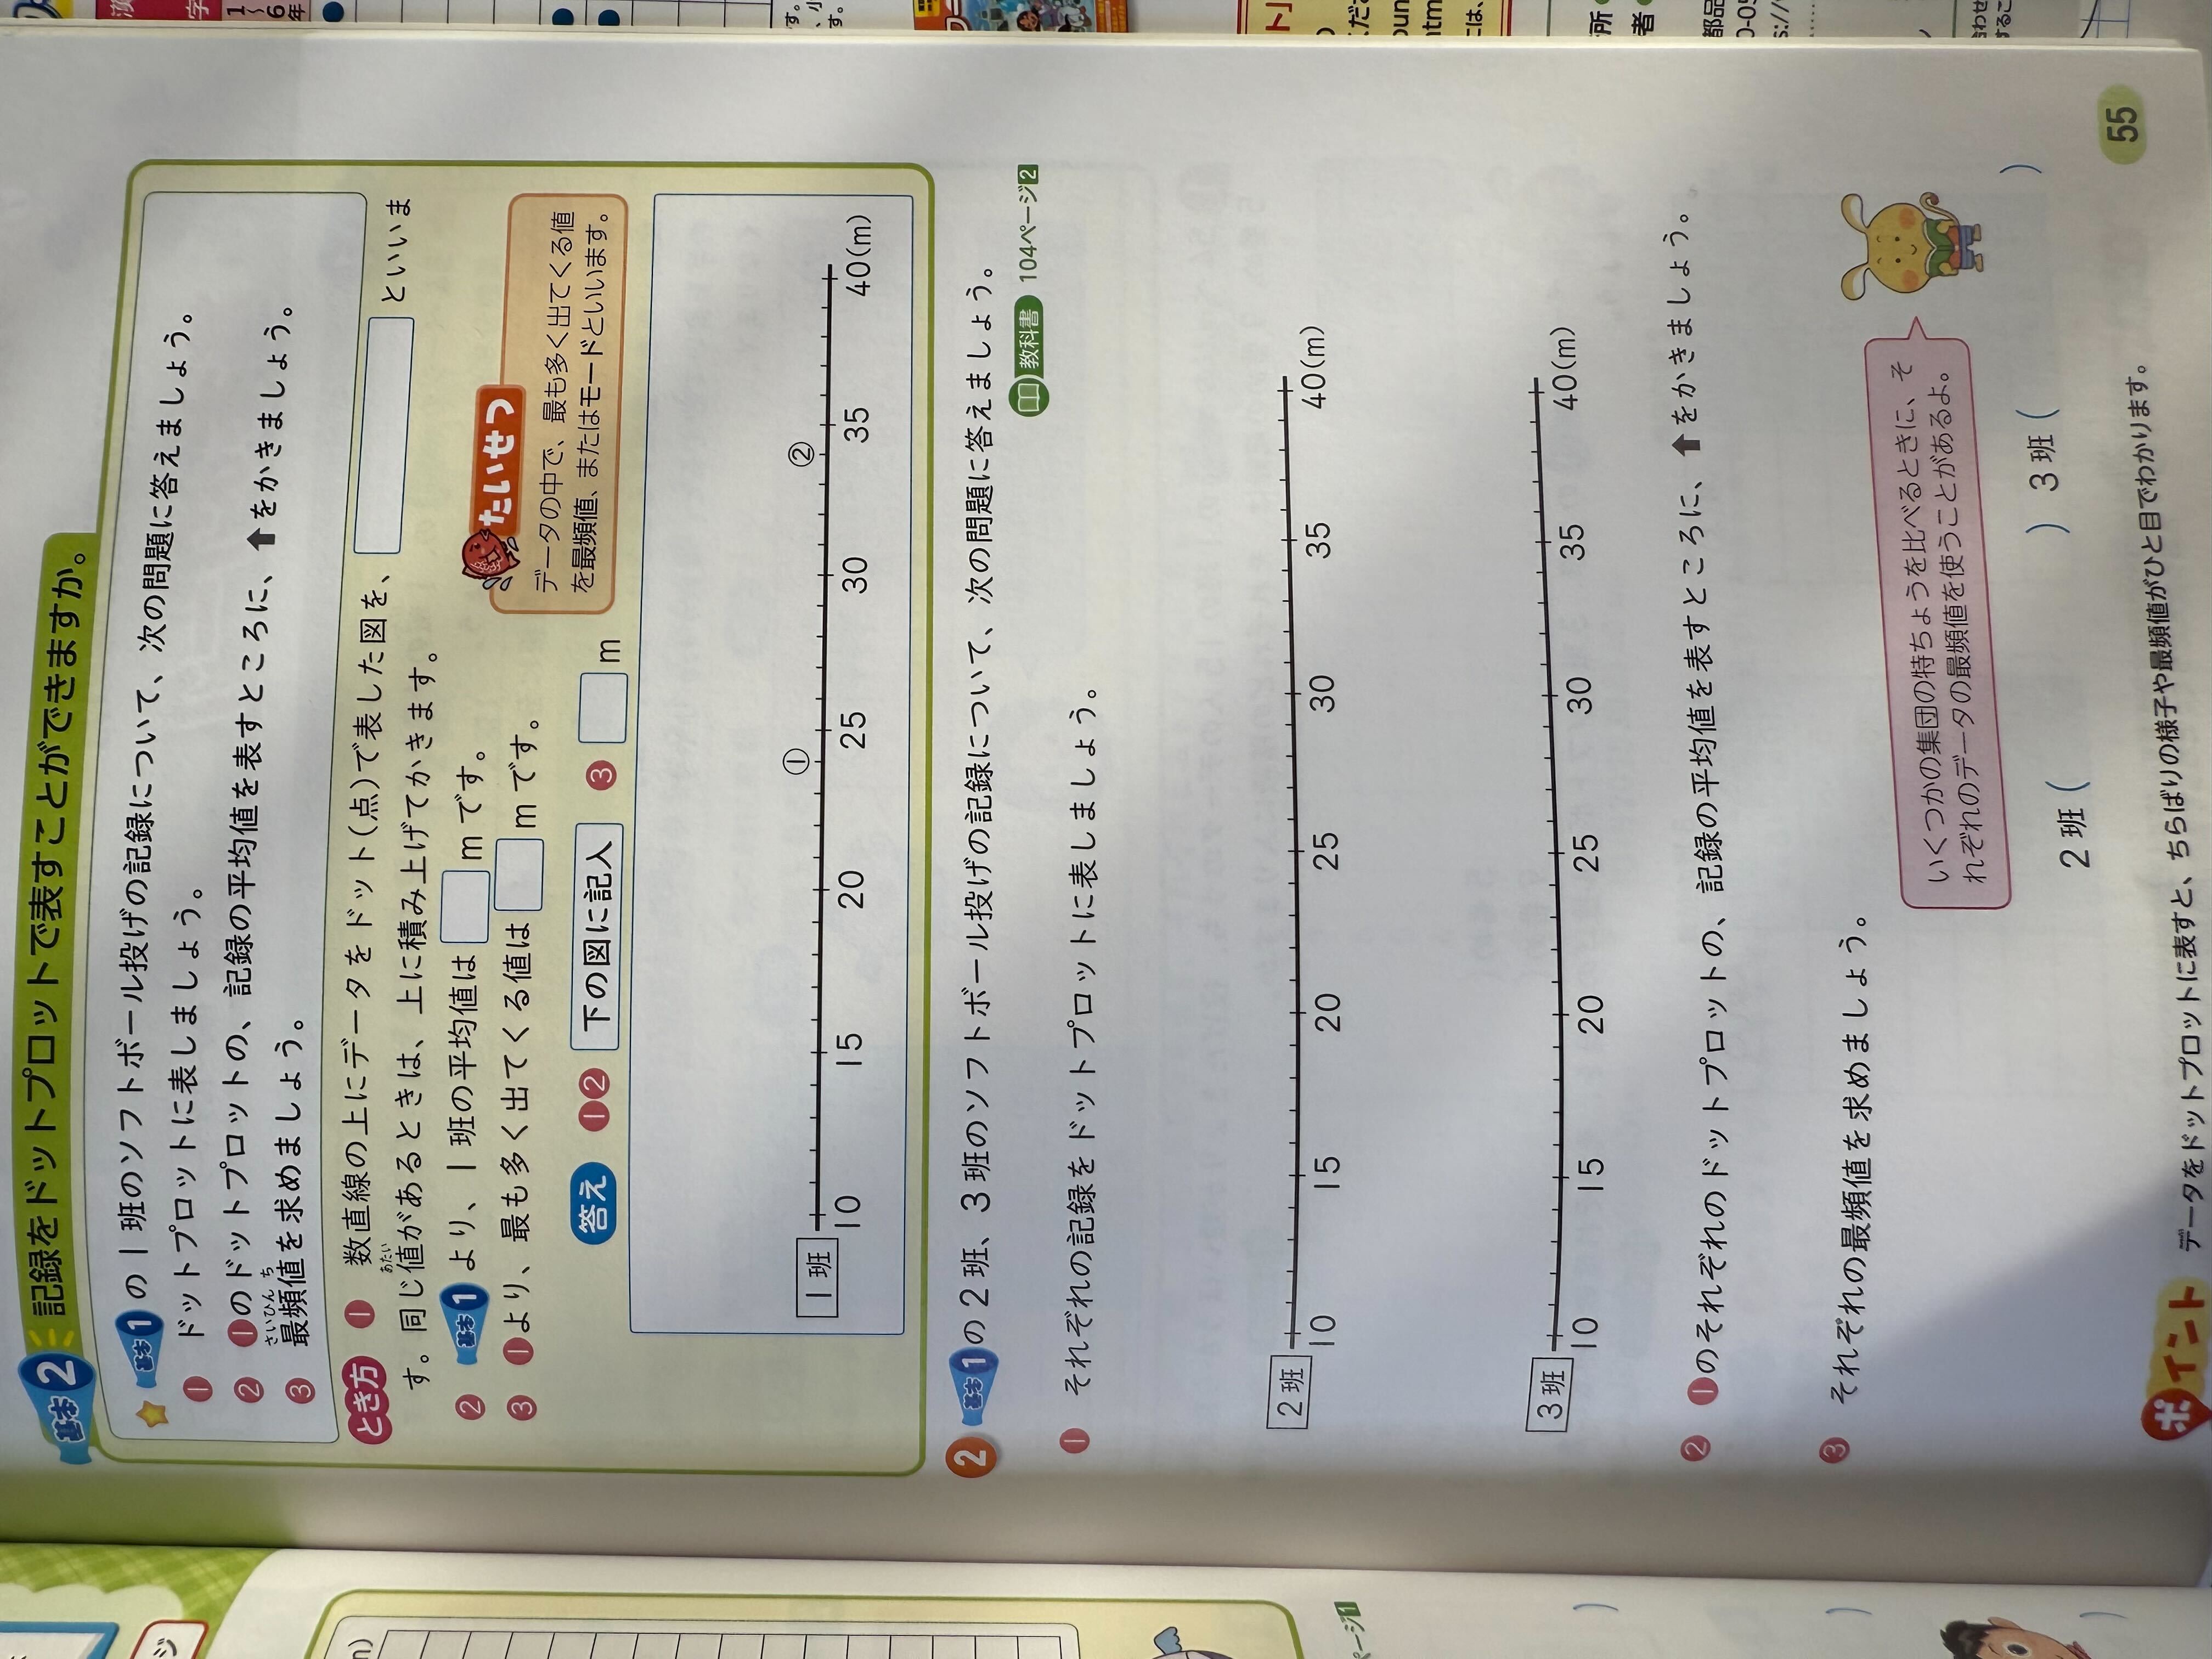 基本2 記録をドットプロットで表すことができますか。
基本1の1班のソフトボール投げの記録について、次の問題に答えましょう。
❶ ドットプロットに表しましょう。
❷ ❶のドットプロットの、記録の平均値を表すところに、⬆をかきましょう。
さいひんち
❸ 最頻値を求めましょう。
とき方 ❶ 数直線の上にデータをドット(点)で表した図を、 といいま
す。同じ値があるときは、上に積み上げてかきます。
あたい
❷ 基本1より、1班の平均値は mです。
❸ ❶より、最も多く出てくる値は mです。
たいせつ
データの中で、最も多く出てくる値
を最頻値、またはモードといいます。
答え ❶❷ 下の図に記入 ❸ m
① ②
1班
10 15 20 25 30 35 40(m)
2 基本1の2班、3班のソフトボール投げの記録について、次の問題に答えましょう。
教科書 104ページ2
❶ それぞれの記録をドットプロットに表しましょう。
2班
10 15 20 25 30 35 40(m)
3班
10 15 20 25 30 35 40(m)
❷ ❶のそれぞれのドットプロットの、記録の平均値を表すところに、⬆をかきましょう。
❸ それぞれの最頻値を求めましょう。
いくつかの集団の特ちょうを比べるときに、そ
れぞれのデータの最頻値を使うことがあるよ。
2班( ) 3班( )
ポイント データをドットプロットに表すと、ちらばりの様子や最頻値がひと目でわかります。
55